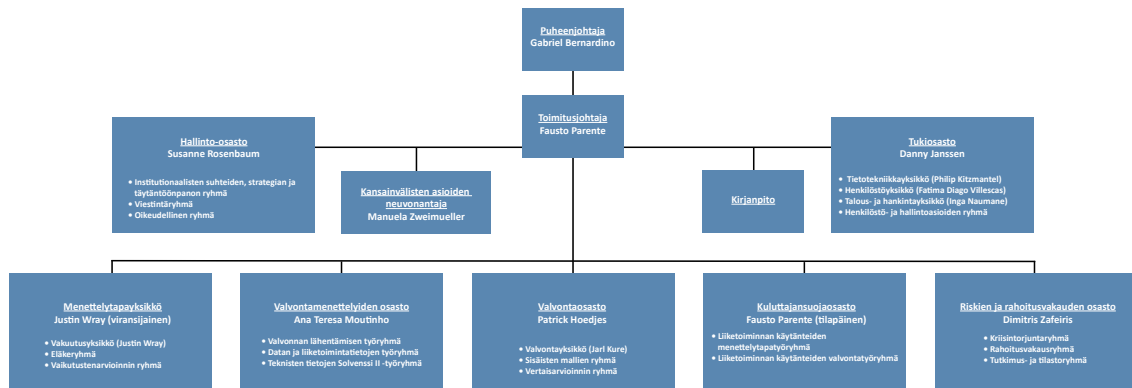 Puheenjohtaja
Gabriel Bernardino
Toimitusjohtaja
Fausto Parente
Hallinto-osasto
Susanne Rosenbaum
• Institutionaalisten suhteiden, strategian ja
täytäntöönpanon ryhmä
• Viestintäryhmä
• Oikeudellinen ryhmä
Kansainvälisten asioiden
neuvonantaja
Manuela Zweimueller
Kirjanpito
Tukiosasto
Danny Janssen
• Tietotekniikkayksikkö (Philip Kitzmantel)
• Henkilöstöyksikkö (Fatima Diago Villescas)
• Talous- ja hankintayksikkö (Inga Naumane)
• Henkilöstö- ja hallintoasioiden ryhmä
Menettelytapayksikkö
Justin Wray (viransijainen)
• Vakuutusyksikkö (Justin Wray)
• Eläkeryhmä
• Vaikutustenarvioinnin ryhmä
Valvontamenettelyiden osasto
Ana Teresa Moutinho
• Valvonnan lähentämisen työryhmä
• Datan ja liiketoimintatietojen työryhmä
• Teknisten tietojen Solvenssi II -työryhmä
Valvontaosasto
Patrick Hoedjes
• Valvontayksikkö (Jarl Kure)
• Sisäisten mallien ryhmä
• Vertaisarvioinnin ryhmä
Kuluttajansuojaosasto
Fausto Parente (tilapäinen)
• Liiketoiminnan käytänteiden
menettelytapatyöryhmä
• Liiketoiminnan käytänteiden valvontatyöryhmä
Riskien ja rahoitusvakauden osasto
Dimitris Zafeiris
• Kriisintorjuntaryhmä
• Rahoitusvakausryhmä
• Tutkimus- ja tilastoryhmä